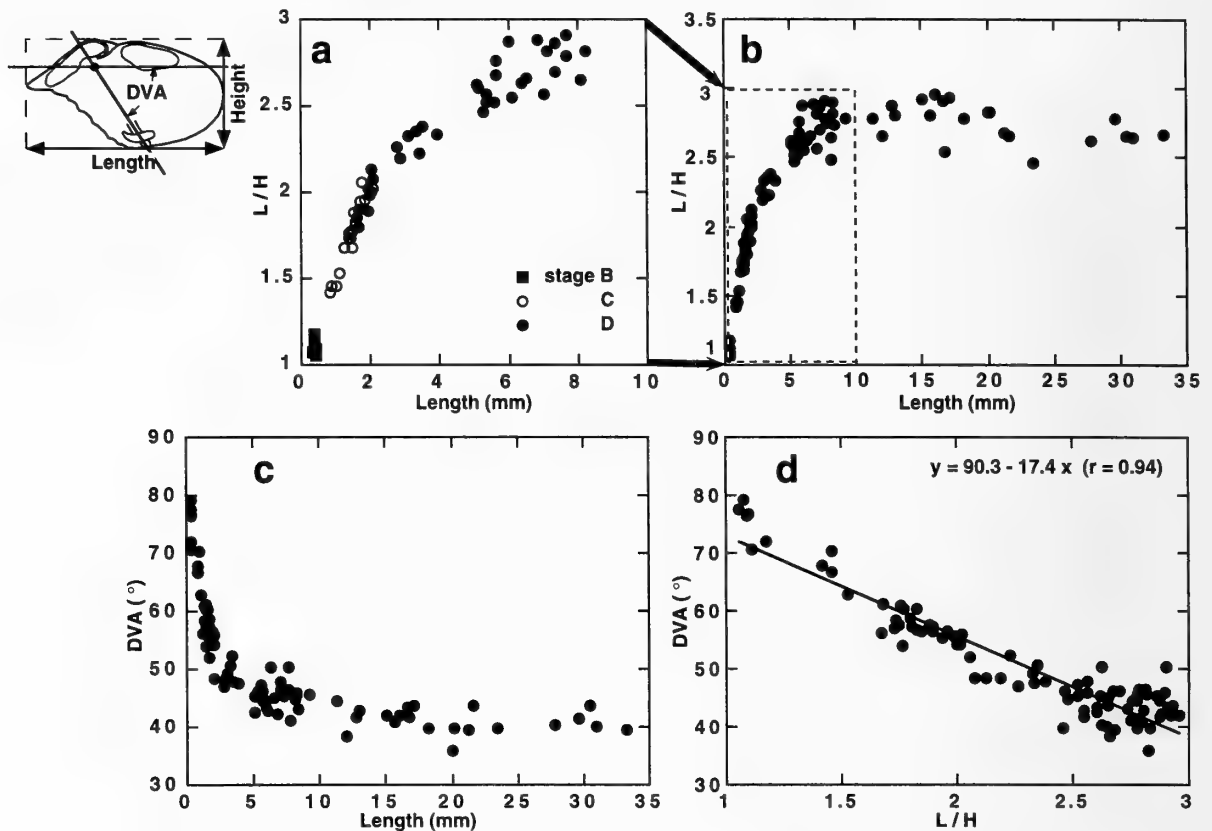 DVA
Height
Length
a
3
2.5
2
1.5
1
L / H
stage B
C
D
0 2 4 6 8 10
Length (mm)
b
3.5
3
2.5
2
1.5
1
L / H
0 5 10 15 20 25 30 35
Length (mm)
c
90
80
70
60
50
40
30
DVA (°)
0 5 10 15 20 25 30 35
Length (mm)
d
y = 90.3 - 17.4 x (r = 0.94)
90
80
70
60
50
40
30
DVA (°)
1 1.5 2 2.5 3
L / H